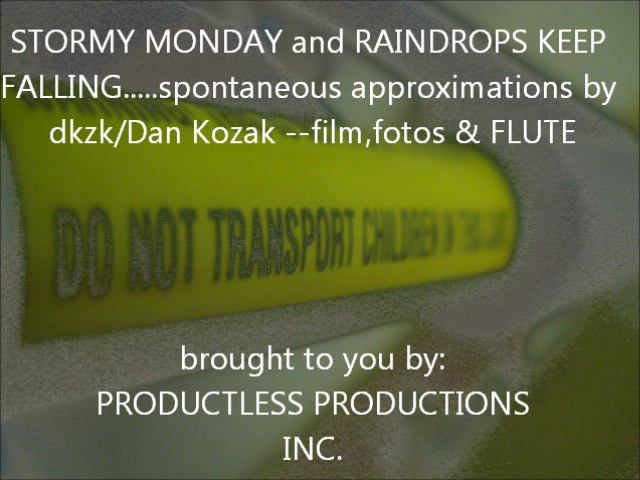 STORMY MONDAY and RAINDROPS KEEP
FALLING.....spontaneous approximations by
dkzk/Dan Kozak --film,fotos & FLUTE
DO NOT TRANSPORT CHILDREN IN
brought to you by:
PRODUCTLESS PRODUCTIONS
INC.